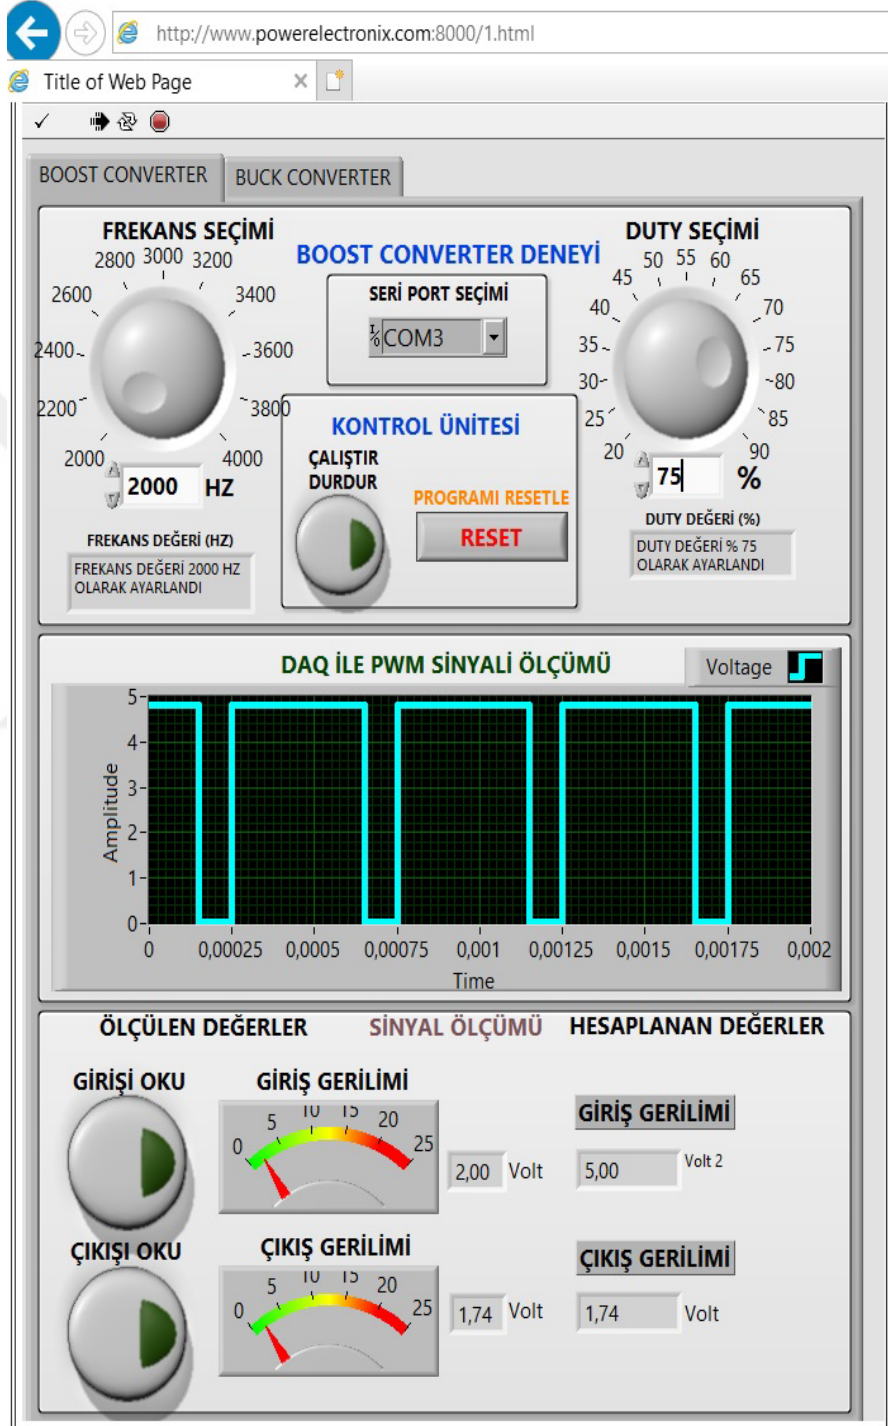 http://www.powerelectronix.com:8000/1.html
Title of Web Page
BOOST CONVERTER
BUCK CONVERTER
FREKANS SEÇİMİ
2000
2200
2400
2600
2800
3000
3200
3400
3600
3800
4000
2000 HZ
FREKANS DEĞERİ (HZ)
FREKANS DEĞERİ 2000 HZ
OLARAK AYARLANDI
BOOST CONVERTER DENEYİ
SERİ PORT SEÇİMİ
COM3
KONTROL ÜNİTESİ
ÇALIŞTIR
DURDUR
PROGRAMI RESETLE
RESET
DUTY SEÇİMİ
20
25
30
35
40
45
50
55
60
65
70
75
80
85
90
75 %
DUTY DEĞERİ (%)
DUTY DEĞERİ % 75
OLARAK AYARLANDI
DAQ İLE PWM SİNYALİ ÖLÇÜMÜ
Voltage
Amplitude
5
4
3
2
1
0
0 0,00025 0,0005 0,00075 0,001 0,00125 0,0015 0,00175 0,002
Time
ÖLÇÜLEN DEĞERLER
SİNYAL ÖLÇÜMÜ
HESAPLANAN DEĞERLER
GİRİŞİ OKU
GİRİŞ GERİLİMİ
0 5 10 15 20 25
2,00 Volt
GİRİŞ GERİLİMİ
5,00 Volt 2
ÇIKIŞI OKU
ÇIKIŞ GERİLİMİ
0 5 10 15 20 25
1,74 Volt
ÇIKIŞ GERİLİMİ
1,74 Volt